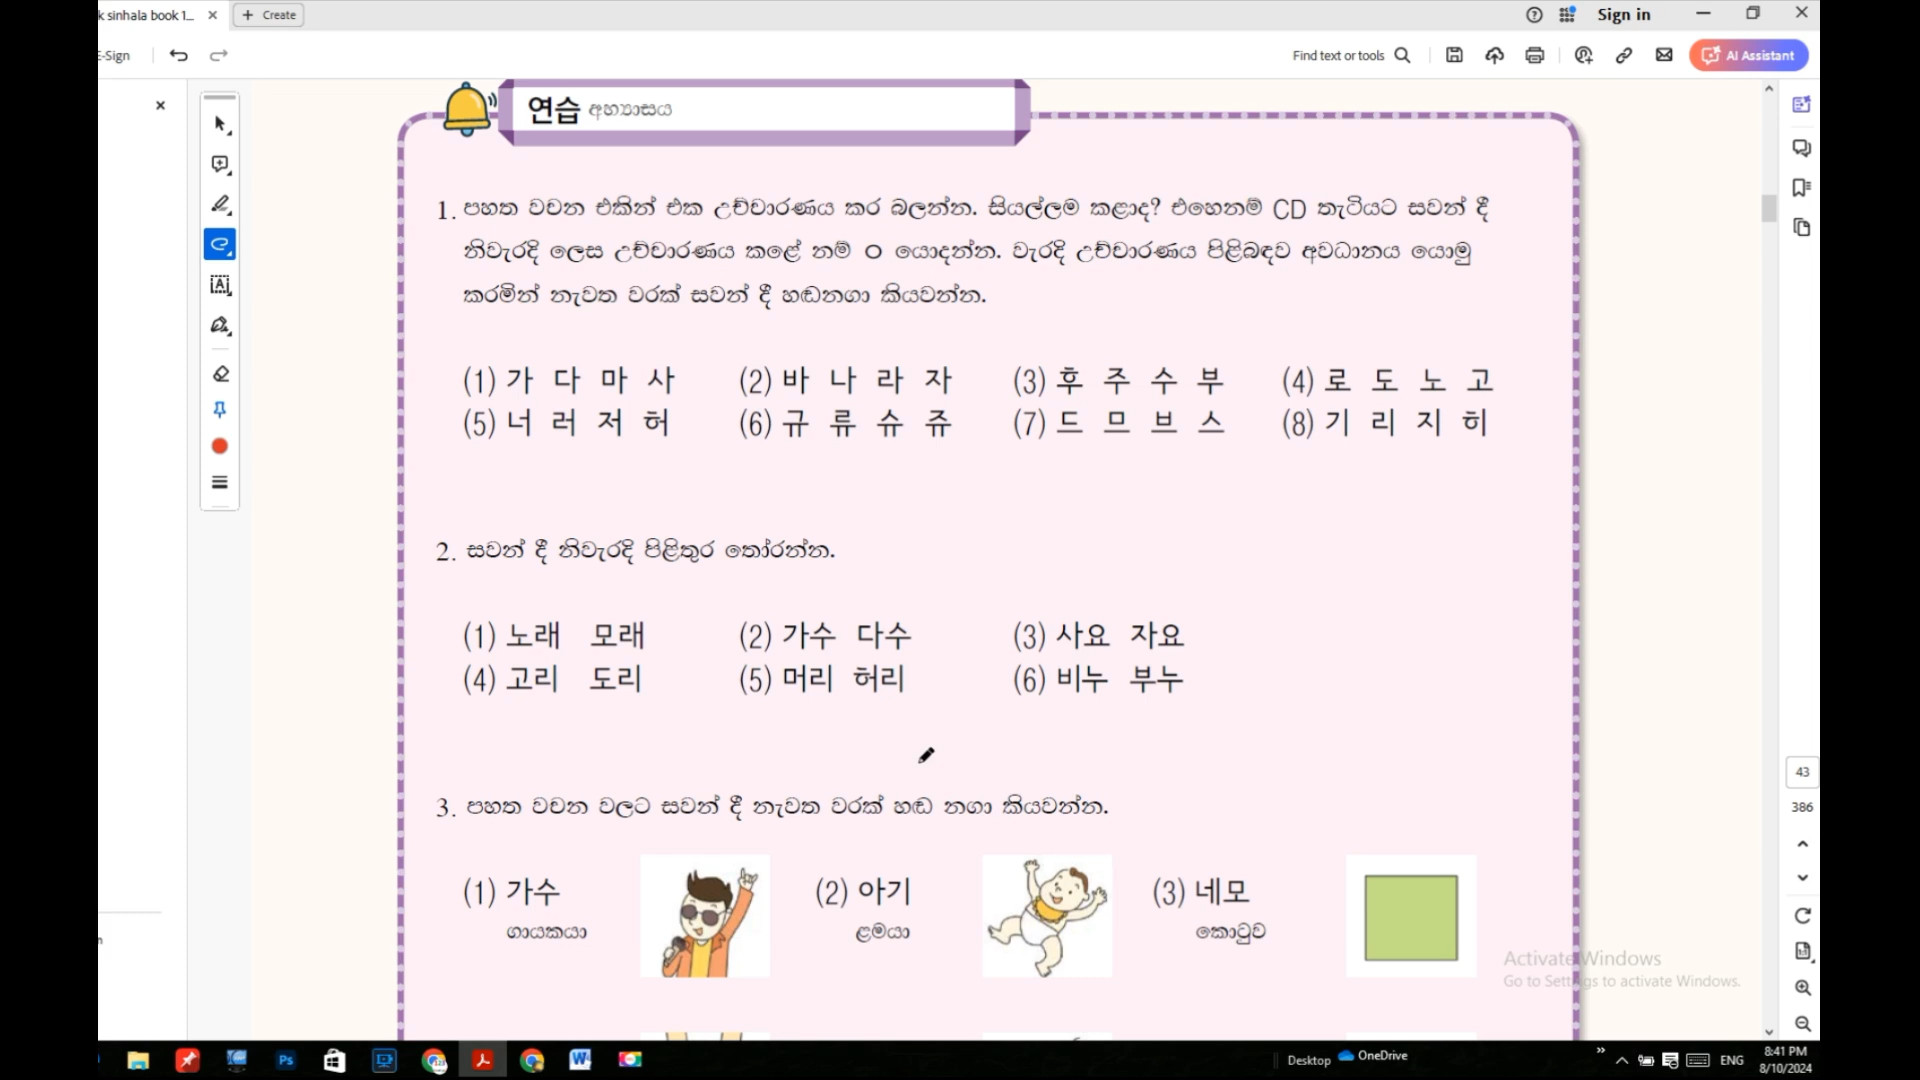 k sinhala book 1... Create Sign in
E-Sign Find text or tools AI Assistant
연습 අභ්‍යාසය
1. පහත වචන එකින් එක උච්චාරණය කර බලන්න. සියල්ලම කළාද? එහෙනම් CD තැටියට සවන් දී
නිවැරදි ලෙස උච්චාරණය කළේ නම් O යොදන්න. වැරදි උච්චාරණය පිළිබඳව අවධානය යොමු
කරමින් නැවත වරක් සවන් දී හඬනගා කියවන්න.
(1) 가 다 마 사 (2) 바 나 라 자 (3) 후 주 수 부 (4) 로 도 노 고
(5) 너 러 저 허 (6) 규 류 슈 쥬 (7) 드 므 브 스 (8) 기 리 지 히
2. සවන් දී නිවැරදි පිළිතුර තෝරන්න.
(1) 노래 모래 (2) 가수 다수 (3) 사요 자요
(4) 고리 도리 (5) 머리 허리 (6) 비누 부누
43
386
3. පහත වචන වලට සවන් දී නැවත වරක් හඬ නගා කියවන්න.
(1) 가수 (2) 아기 (3) 네모
ගායකයා ළමයා කොටුව
Activate Windows
Go to Settings to activate Windows.
Desktop OneDrive ENG 8:41 PM
8/10/2024